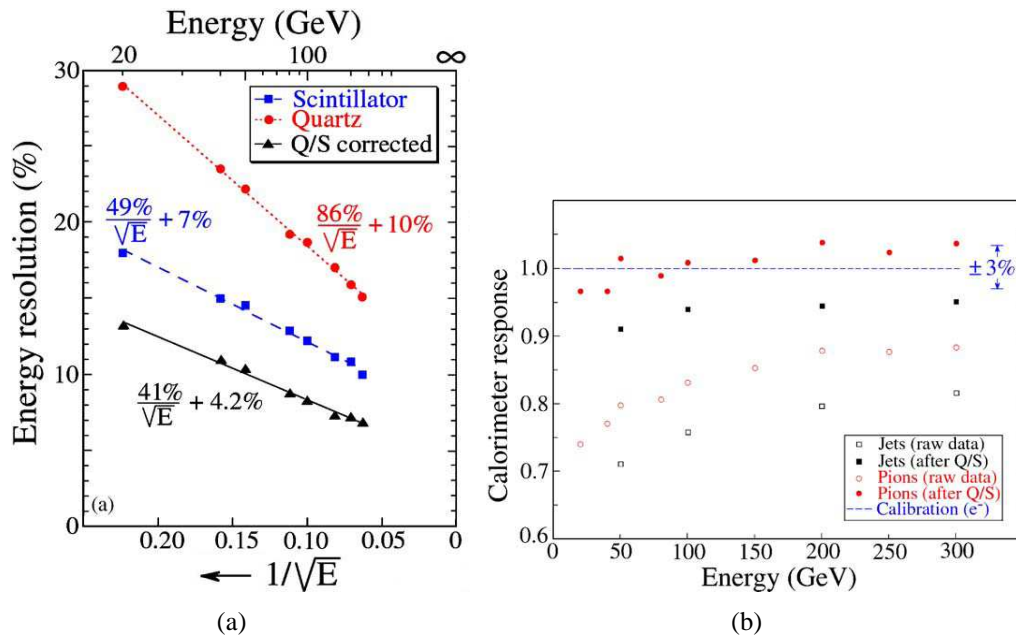 Energy (GeV)
20 100 ∞
30
20
10
0
Energy resolution (%)
Scintillator
Quartz
Q/S corrected
49%/√E + 7%
86%/√E + 10%
41%/√E + 4.2%
(a)
0.20 0.15 0.10 0.05 0
← 1/√E
(a)
Calorimeter response
1.0
0.9
0.8
0.7
0.6
± 3%
Jets (raw data)
Jets (after Q/S)
Pions (raw data)
Pions (after Q/S)
Calibration (e⁻)
0 50 100 150 200 250 300
Energy (GeV)
(b)